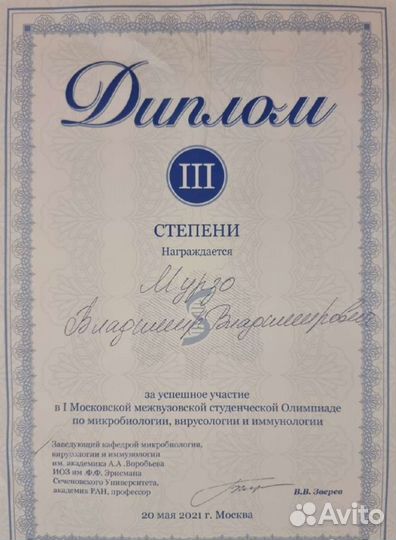 Диплом
III
СТЕПЕНИ
Награждается
Мурзо
Владимир Владимирович
за успешное участие
в I Московской межвузовской студенческой Олимпиаде
по микробиологии, вирусологии и иммунологии
Заведующий кафедрой микробиологии,
вирусологии и иммунологии
им. академика А.А.Воробьева
ИОЗ им .Ф.Ф. Эрисмана
Сеченовского Университета,
академик РАН, профессор
В.В. Зверев
20 мая 2021 г. Москва
Avito